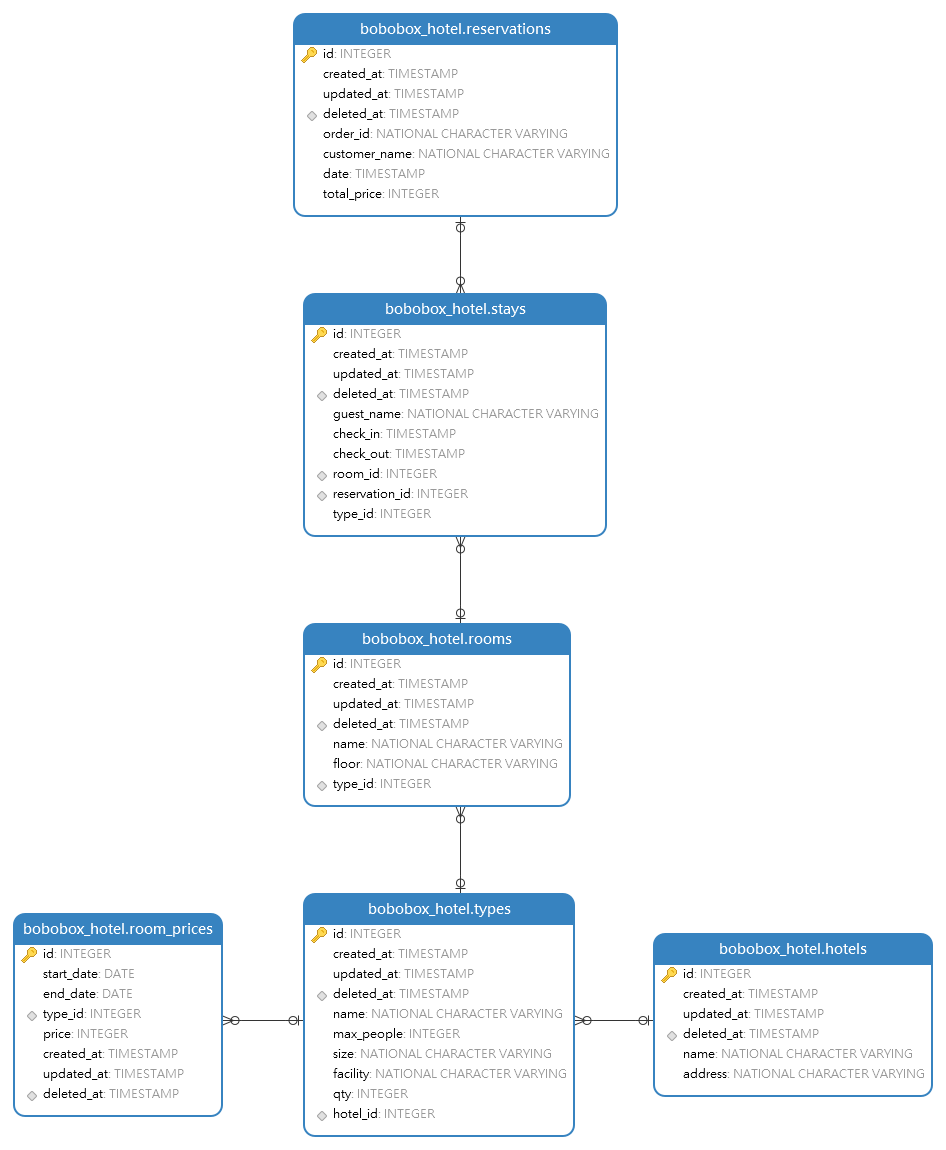 bobobox_hotel.reservations
id: INTEGER
created_at: TIMESTAMP
updated_at: TIMESTAMP
deleted_at: TIMESTAMP
order_id: NATIONAL CHARACTER VARYING
customer_name: NATIONAL CHARACTER VARYING
date: TIMESTAMP
total_price: INTEGER
bobobox_hotel.stays
id: INTEGER
created_at: TIMESTAMP
updated_at: TIMESTAMP
deleted_at: TIMESTAMP
guest_name: NATIONAL CHARACTER VARYING
check_in: TIMESTAMP
check_out: TIMESTAMP
room_id: INTEGER
reservation_id: INTEGER
type_id: INTEGER
bobobox_hotel.rooms
id: INTEGER
created_at: TIMESTAMP
updated_at: TIMESTAMP
deleted_at: TIMESTAMP
name: NATIONAL CHARACTER VARYING
floor: NATIONAL CHARACTER VARYING
type_id: INTEGER
bobobox_hotel.room_prices
id: INTEGER
start_date: DATE
end_date: DATE
type_id: INTEGER
price: INTEGER
created_at: TIMESTAMP
updated_at: TIMESTAMP
deleted_at: TIMESTAMP
bobobox_hotel.types
id: INTEGER
created_at: TIMESTAMP
updated_at: TIMESTAMP
deleted_at: TIMESTAMP
name: NATIONAL CHARACTER VARYING
max_people: INTEGER
size: NATIONAL CHARACTER VARYING
facility: NATIONAL CHARACTER VARYING
qty: INTEGER
hotel_id: INTEGER
bobobox_hotel.hotels
id: INTEGER
created_at: TIMESTAMP
updated_at: TIMESTAMP
deleted_at: TIMESTAMP
name: NATIONAL CHARACTER VARYING
address: NATIONAL CHARACTER VARYING